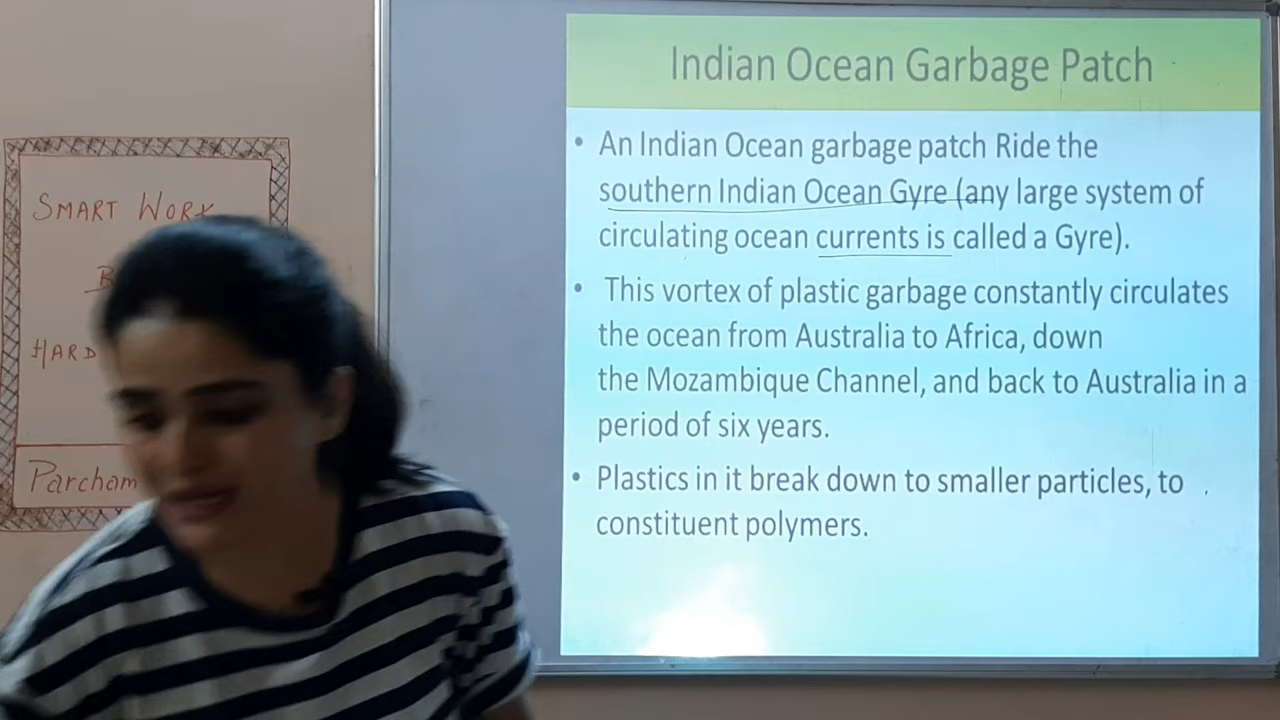 SMART WORK
HARD
Parcham
Indian Ocean Garbage Patch
• An Indian Ocean garbage patch Ride the
southern Indian Ocean Gyre (any large system of
circulating ocean currents is called a Gyre).
• This vortex of plastic garbage constantly circulates
the ocean from Australia to Africa, down
the Mozambique Channel, and back to Australia in a
period of six years.
• Plastics in it break down to smaller particles, to
constituent polymers.